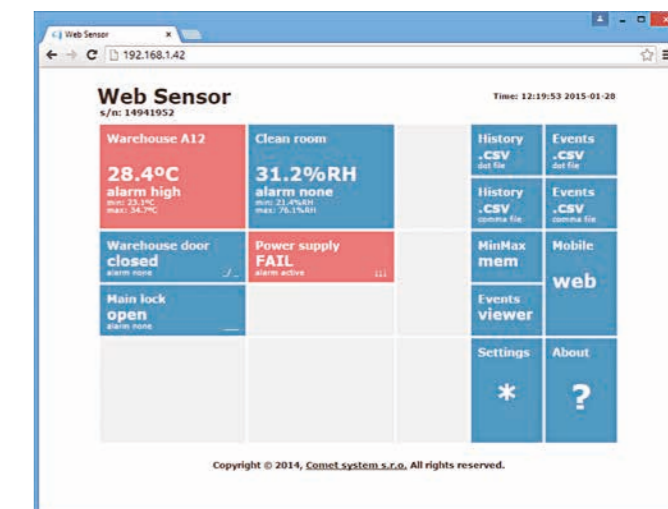 Web Sensor
192.168.1.42
Web Sensor
s/n: 14941952
Time: 12:19:53 2015-01-28
Warehouse A12
28.4ºC
alarm high
min: 23.1ºC
max: 34.7ºC
Clean room
31.2%RH
alarm none
min: 21.4%RH
max: 76.1%RH
History
.csv
dot file
Events
.csv
dot file
History
.csv
comma file
Events
.csv
comma file
Warehouse door
closed
alarm none
Power supply
FAIL
alarm active
MinMax
mem
Mobile
web
Main lock
open
alarm none
Events
viewer
Settings
*
About
?
Copyright © 2014, Comet system s.r.o. All rights reserved.